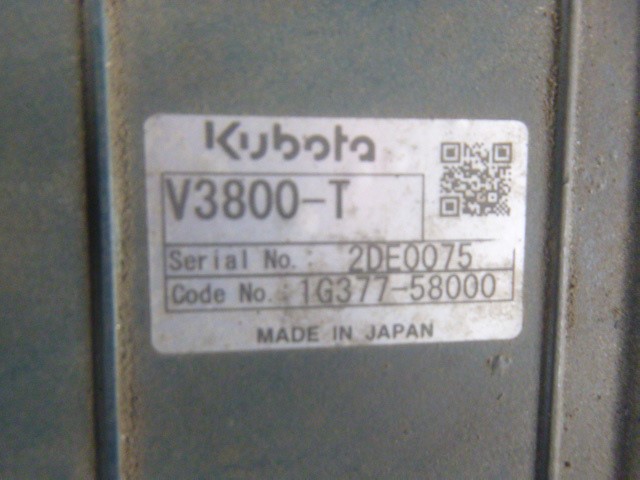 Kubota
V3800-T
Serial No. : 2DE0075
Code No. 1G377-58000
MADE IN JAPAN